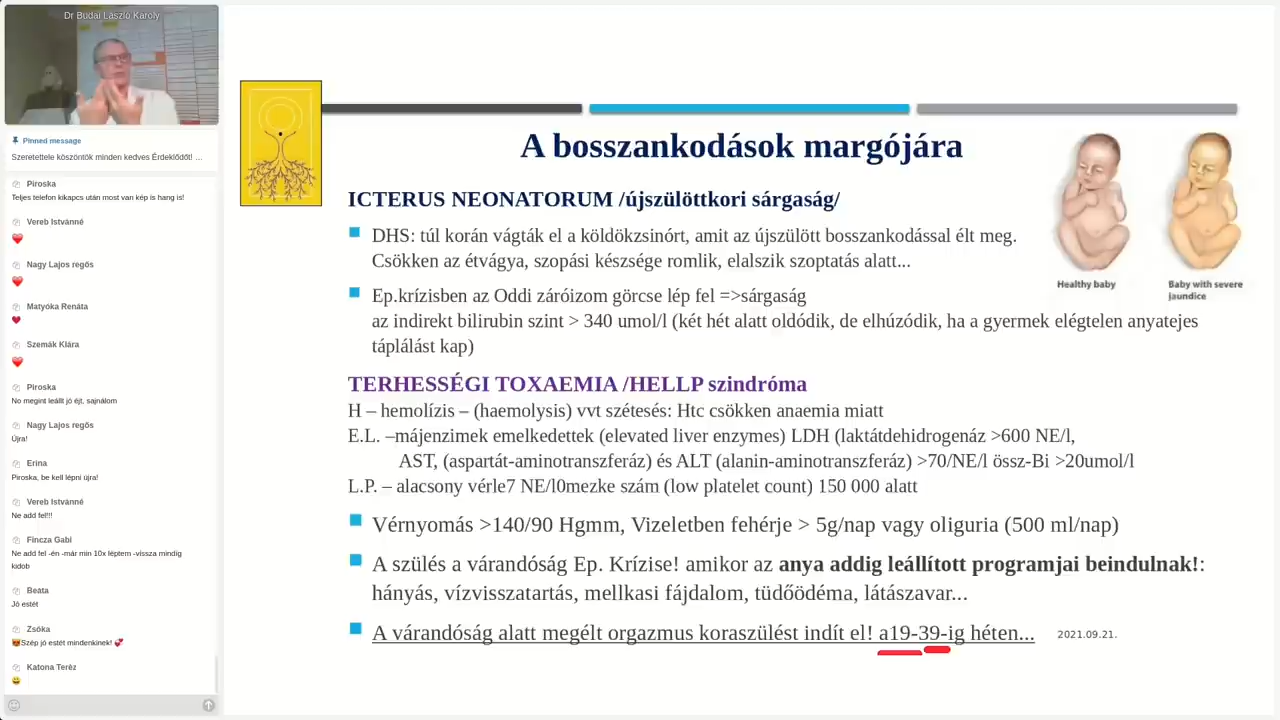 Dr Budai László Károly
Pinned message
Szeretettele köszöntök minden kedves Érdeklődőt! ...
Piroska
Teljes telefon kikapcs után most van kép is hang is!
Vereb Istvánné
Nagy Lajos regős
Matyóka Renáta
Szemák Klára
Piroska
No megint leállt jó éjt, sajnálom
Nagy Lajos regős
Újra!
Erina
Piroska, be kell lépni újra!
Vereb Istvánné
Ne add fel!!!
Fincza Gabi
Ne add fel -én -már min 10x léptem -vissza mindig
kidob
Beáta
Jó estét
Zsóka
Szép jó estét mindenkinek!
Katona Teréz
A bosszankodások margójára
ICTERUS NEONATORUM /újszülöttkori sárgaság/
DHS: túl korán vágták el a köldökzsinórt, amit az újszülött bosszankodással élt meg.
Csökken az étvágya, szopási készsége romlik, elalszik szoptatás alatt...
Ep.krízisben az Oddi záróizom görcse lép fel =>sárgaság
az indirekt bilirubin szint > 340 umol/l (két hét alatt oldódik, de elhúzódik, ha a gyermek elégtelen anyatejes
táplálást kap)
Healthy baby
Baby with severe
jaundice
TERHESSÉGI TOXAEMIA /HELLP szindróma
H – hemolízis – (haemolysis) vvt szétesés: Htc csökken anaemia miatt
E.L. –májenzimek emelkedettek (elevated liver enzymes) LDH (laktátdehidrogenáz >600 NE/l,
AST, (aspartát-aminotranszferáz) és ALT (alanin-aminotranszferáz) >70/NE/l össz-Bi >20umol/l)
L.P. – alacsony vérle7 NE/l0mezke szám (low platelet count) 150 000 alatt
Vérnyomás >140/90 Hgmm, Vizeletben fehérje > 5g/nap vagy oliguria (500 ml/nap)
A szülés a várandóság Ep. Krízise! amikor az anya addig leállított programjai beindulnak!:
hányás, vízvisszatartás, mellkasi fájdalom, tüdőödéma, látászavar...
A várandóság alatt megélt orgazmus koraszülést indít el! a19-39-ig héten...
2021.09.21.